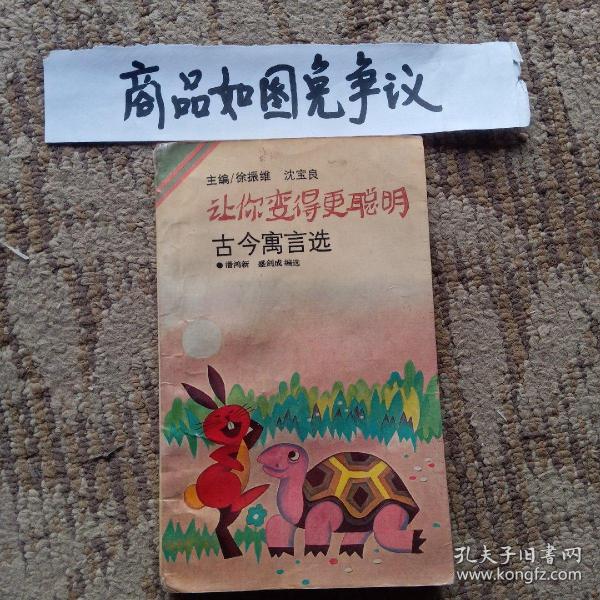 商品如图免争议
主编/徐振维 沈宝良
让你变得更聪明
古今寓言选
●潘鸿新 盛剑成 编选
孔夫子旧书网
www.kongfz.com